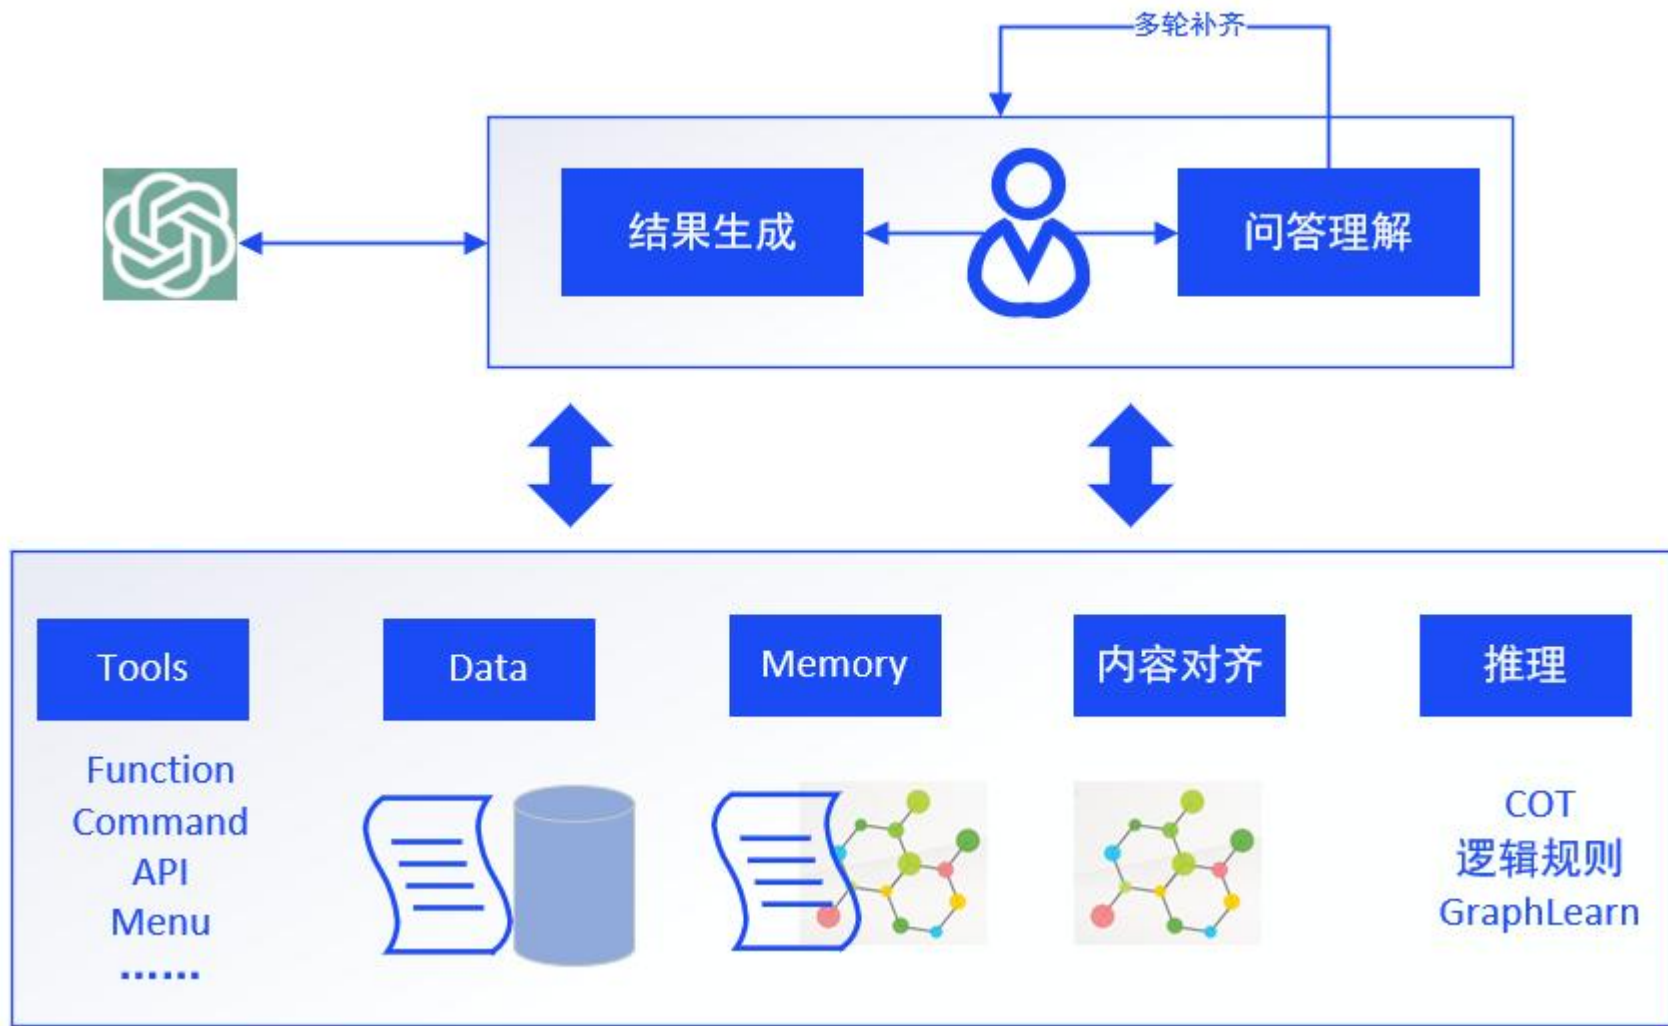 多轮补齐
结果生成
问答理解
Tools
Data
Memory
内容对齐
推理
Function
Command
API
Menu
......
COT
逻辑规则
GraphLearn